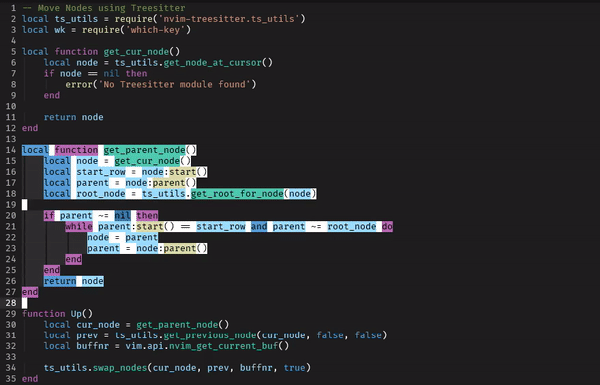 1 -- Move Nodes using Treesitter
2 local ts_utils = require('nvim-treesitter.ts_utils')
3 local wk = require('which-key')
4
5 local function get_cur_node()
6     local node = ts_utils.get_node_at_cursor()
7     if node == nil then
8         error('No Treesitter module found')
9     end
10
11     return node
12 end
13
14 local function get_parent_node()
15     local node = get_cur_node()
16     local start_row = node:start()
17     local parent = node:parent()
18     local root_node = ts_utils.get_root_for_node(node)
19
20     if parent ~= nil then
21         while parent:start() == start_row and parent ~= root_node do
22             node = parent
23             parent = node:parent()
24         end
25     end
26     return node
27 end
28
29 function Up()
30     local cur_node = get_parent_node()
31     local prev = ts_utils.get_previous_node(cur_node, false, false)
32     local buffnr = vim.api.nvim_get_current_buf()
33
34     ts_utils.swap_nodes(cur_node, prev, buffnr, true)
35 end